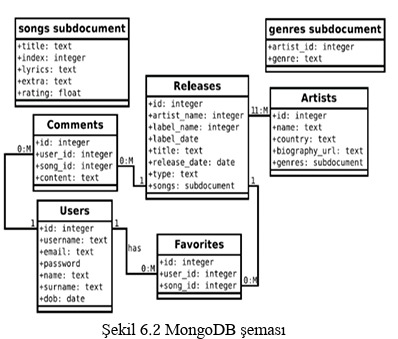 songs subdocument
+title: text
+index: integer
+lyrics: text
+extra: text
+rating: float
genres subdocument
+artist_id: integer
+genre: text
Releases
+id: integer
+artist_name: integer
+label_name: integer
+label_date
+title: text
+release_date: date
+type: text
+songs: subdocument
11:M
Artists
+id: integer
+name: text
+country: text
+biography_url: text
+genres: subdocument
Comments
+id: integer
+user_id: integer
+song_id: integer
+content: text
0:M
0:M
1
1
Users
+id: integer
+username: text
+email: text
+password
+name: text
+surname: text
+dob: date
1
1
has
0:M
Favorites
+id: integer
+user_id: integer
+song_id: integer
0:M
Şekil 6.2 MongoDB şeması